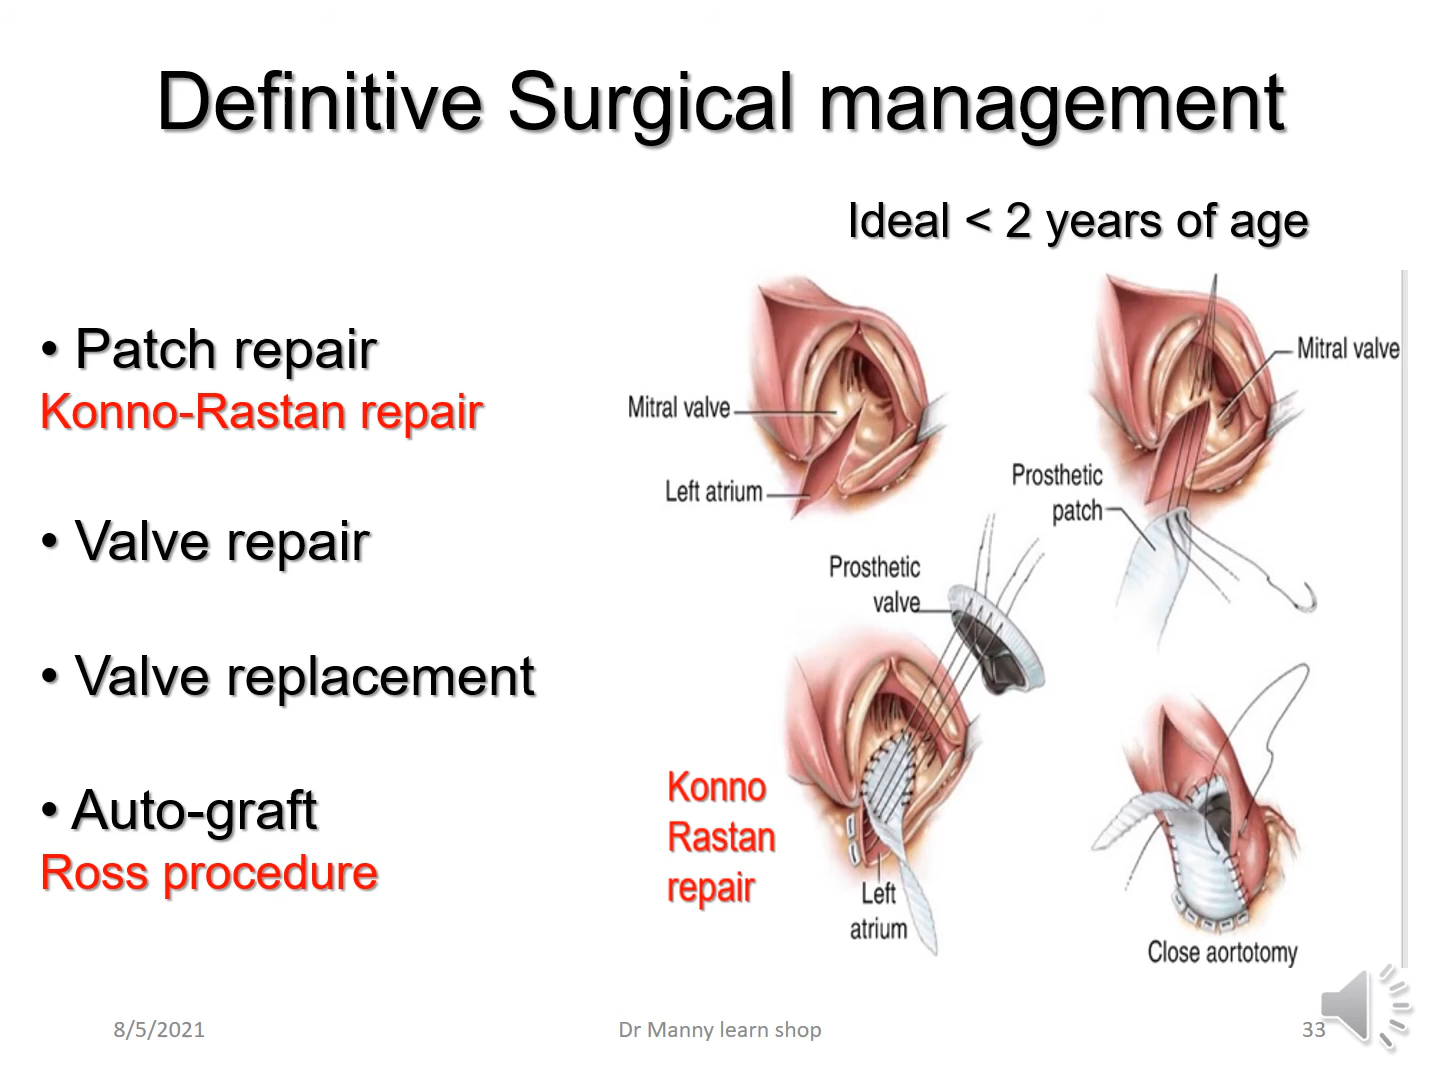 Definitive Surgical management
Ideal < 2 years of age
• Patch repair
Konno-Rastan repair
• Valve repair
• Valve replacement
• Auto-graft
Ross procedure
Mitral valve
Left atrium
Mitral valve
Prosthetic
patch
Prosthetic
valve
Konno
Rastan
repair
Left
atrium
Close aortotomy
8/5/2021
Dr Manny learn shop
33